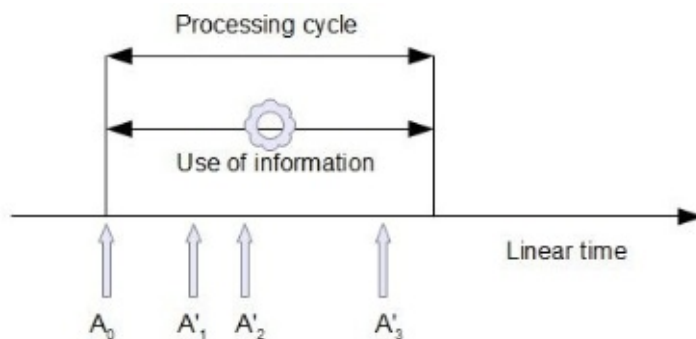 Processing cycle
Use of information
Linear time
A₀ A'₁ A'₂ A'₃